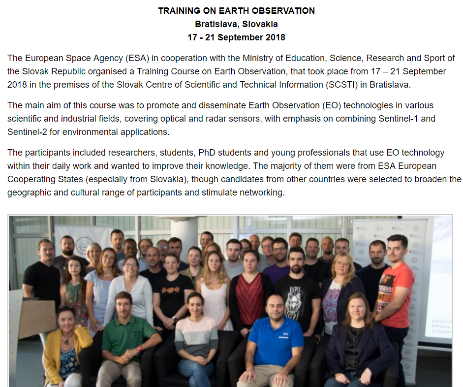 TRAINING ON EARTH OBSERVATION
Bratislava, Slovakia
17 - 21 September 2018
The European Space Agency (ESA) in cooperation with the Ministry of Education, Science, Research and Sport of
the Slovak Republic organised a Training Course on Earth Observation, that took place from 17 – 21 September
2018 in the premises of the Slovak Centre of Scientific and Technical Information (SCSTI) in Bratislava.
The main aim of this course was to promote and disseminate Earth Observation (EO) technologies in various
scientific and industrial fields, covering optical and radar sensors, with emphasis on combining Sentinel-1 and
Sentinel-2 for environmental applications.
The participants included researchers, students, PhD students and young professionals that use EO technology
within their daily work and wanted to improve their knowledge. The majority of them were from ESA European
Cooperating States (especially from Slovakia), though candidates from other countries were selected to broaden the
geographic and cultural range of participants and stimulate networking.